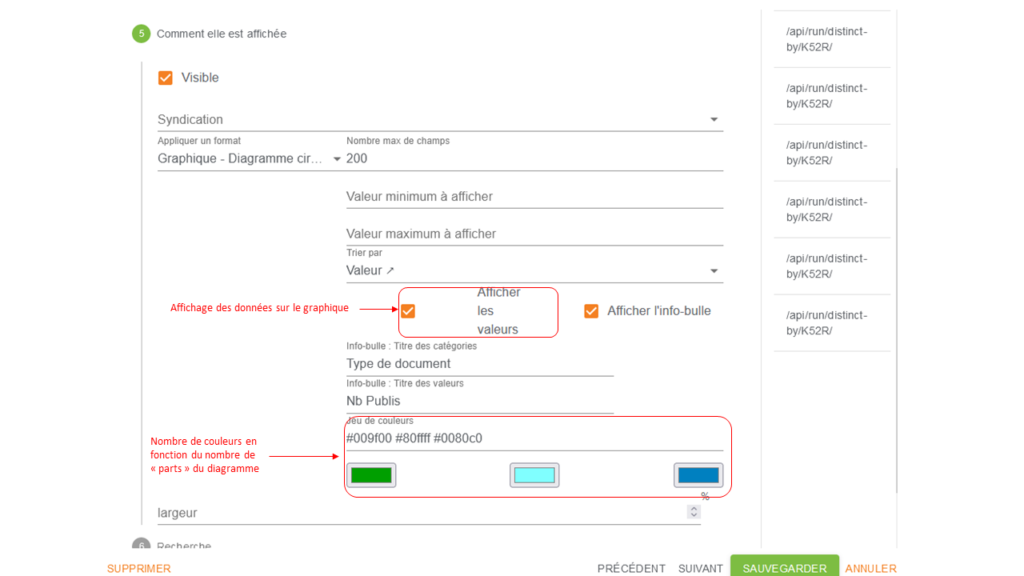 5 Comment elle est affichée
Visible
Syndication
Appliquer un format
Graphique - Diagramme cir...
Nombre max de champs
200
Valeur minimum à afficher
Valeur maximum à afficher
Trier par
Valeur ↗
Affichage des données sur le graphique
Afficher
les
valeurs
Afficher l'info-bulle
Info-bulle : Titre des catégories
Type de document
Info-bulle : Titre des valeurs
Nb Publis
Jeu de couleurs
#009f00 #80ffff #0080c0
Nombre de couleurs en
fonction du nombre de
« parts » du diagramme
%
largeur
6 Recherche
/api/run/distinct-
by/K52R/
/api/run/distinct-
by/K52R/
/api/run/distinct-
by/K52R/
/api/run/distinct-
by/K52R/
/api/run/distinct-
by/K52R/
/api/run/distinct-
by/K52R/
SUPPRIMER
PRÉCÉDENT
SUIVANT
SAUVEGARDER
ANNULER